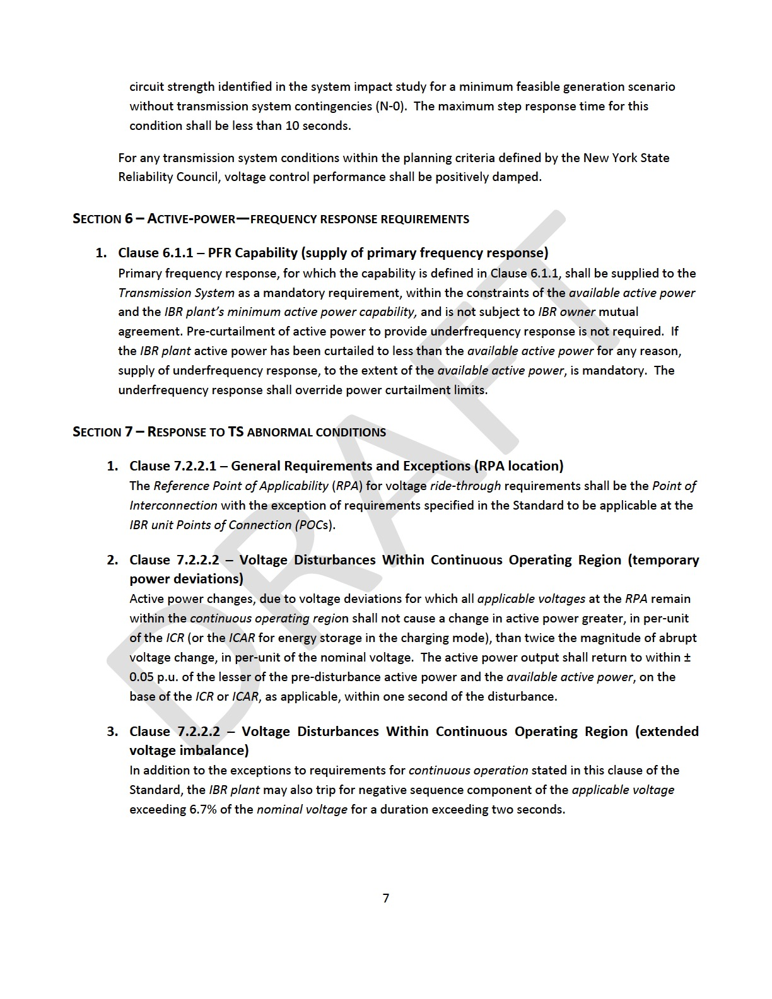 circuit strength identified in the system impact study for a minimum feasible generation scenario
without transmission system contingencies (N-0).  The maximum step response time for this
condition shall be less than 10 seconds.
For any transmission system conditions within the planning criteria defined by the New York State
Reliability Council, voltage control performance shall be positively damped.
SECTION 6 – ACTIVE-POWER—FREQUENCY RESPONSE REQUIREMENTS
1. Clause 6.1.1 – PFR Capability (supply of primary frequency response)
Primary frequency response, for which the capability is defined in Clause 6.1.1, shall be supplied to the
Transmission System as a mandatory requirement, within the constraints of the available active power
and the IBR plant’s minimum active power capability, and is not subject to IBR owner mutual
agreement. Pre-curtailment of active power to provide underfrequency response is not required.  If
the IBR plant active power has been curtailed to less than the available active power for any reason,
supply of underfrequency response, to the extent of the available active power, is mandatory.  The
underfrequency response shall override power curtailment limits.
SECTION 7 – RESPONSE TO TS ABNORMAL CONDITIONS
1. Clause 7.2.2.1 – General Requirements and Exceptions (RPA location)
The Reference Point of Applicability (RPA) for voltage ride-through requirements shall be the Point of
Interconnection with the exception of requirements specified in the Standard to be applicable at the
IBR unit Points of Connection (POCs).
2. Clause 7.2.2.2 – Voltage Disturbances Within Continuous Operating Region (temporary
power deviations)
Active power changes, due to voltage deviations for which all applicable voltages at the RPA remain
within the continuous operating region shall not cause a change in active power greater, in per-unit
of the ICR (or the ICAR for energy storage in the charging mode), than twice the magnitude of abrupt
voltage change, in per-unit of the nominal voltage.  The active power output shall return to within ±
0.05 p.u. of the lesser of the pre-disturbance active power and the available active power, on the
base of the ICR or ICAR, as applicable, within one second of the disturbance.
3. Clause 7.2.2.2 – Voltage Disturbances Within Continuous Operating Region (extended
voltage imbalance)
In addition to the exceptions to requirements for continuous operation stated in this clause of the
Standard, the IBR plant may also trip for negative sequence component of the applicable voltage
exceeding 6.7% of the nominal voltage for a duration exceeding two seconds.
7
DRAFT